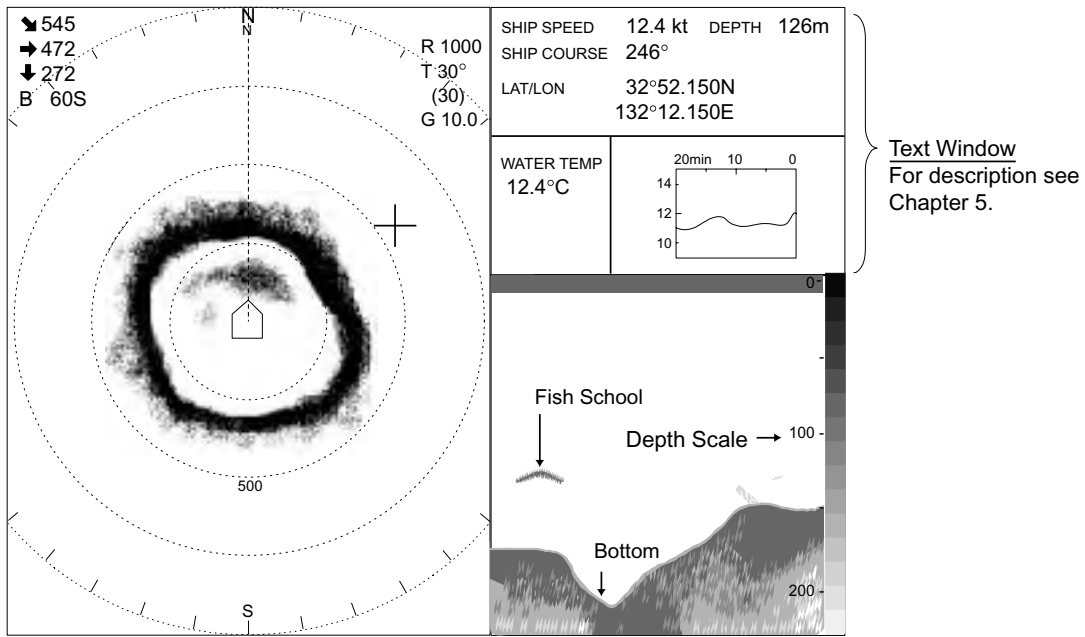 545
472
272
B 60S
N
N
R 1000
T 30°
(30)
G 10.0
500
S
SHIP SPEED 12.4 kt DEPTH 126m
SHIP COURSE 246°
LAT/LON 32°52.150N
132°12.150E
WATER TEMP
12.4°C
20min 10 0
14
12
10
0
Fish School
Depth Scale
100
Bottom
200
Text Window
For description see
Chapter 5.